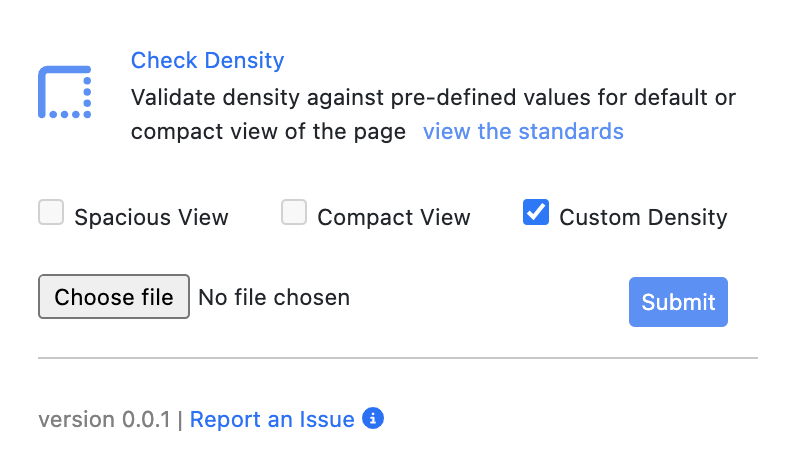 Check Density
Validate density against pre-defined values for default or
compact view of the page view the standards
Spacious View Compact View Custom Density
Choose file No file chosen Submit
version 0.0.1 | Report an Issue